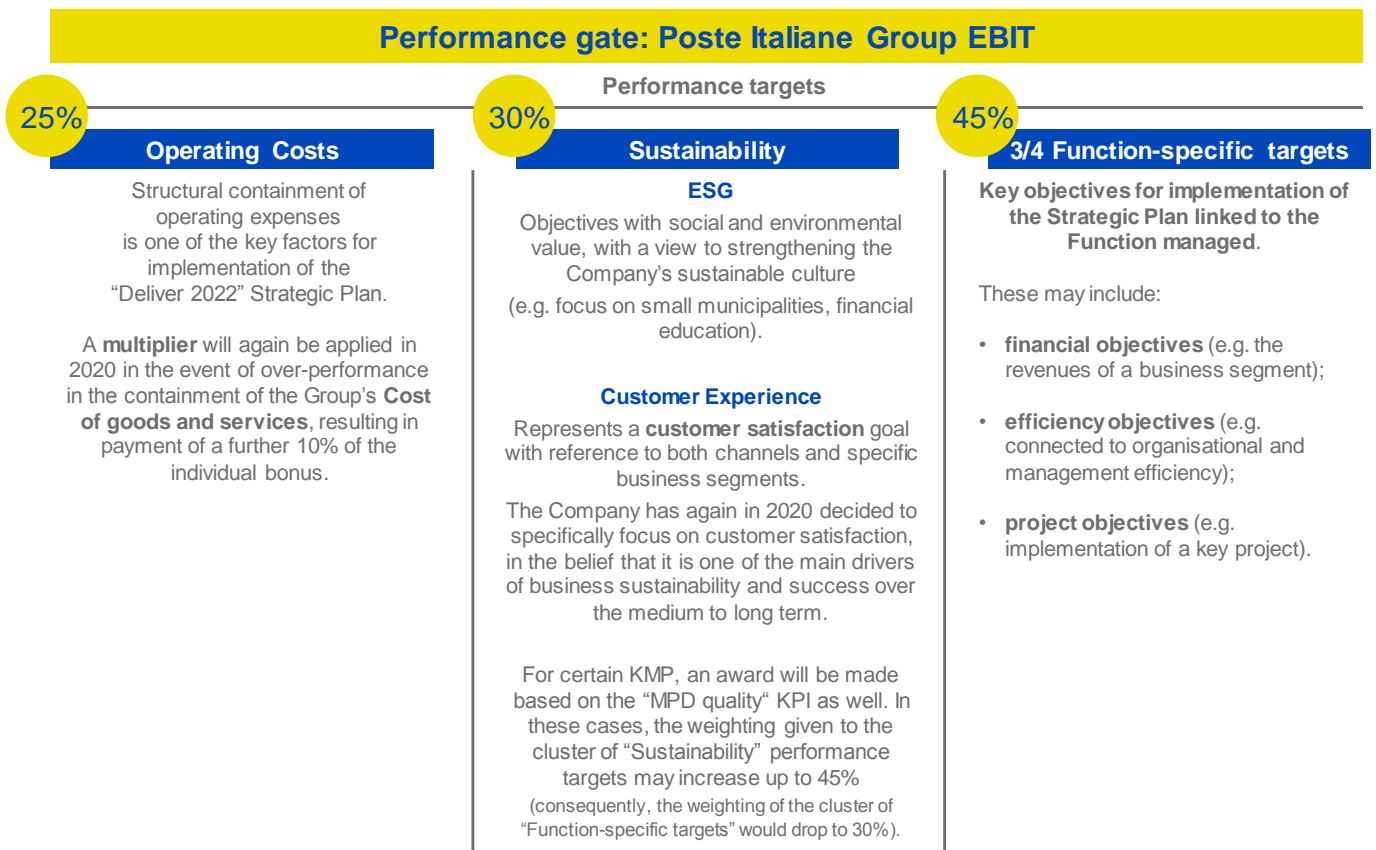 Performance gate: Poste Italiane Group EBIT
Performance targets
25%
Operating Costs
Structural containment of
operating expenses
is one of the key factors for
implementation of the
“Deliver 2022” Strategic Plan.
A multiplier will again be applied in
2020 in the event of over-performance
in the containment of the Group’s Cost
of goods and services, resulting in
payment of a further 10% of the
individual bonus.
30%
Sustainability
ESG
Objectives with social and environmental
value, with a view to strengthening the
Company’s sustainable culture
(e.g. focus on small municipalities, financial
education).
Customer Experience
Represents a customer satisfaction goal
with reference to both channels and specific
business segments.
The Company has again in 2020 decided to
specifically focus on customer satisfaction,
in the belief that it is one of the main drivers
of business sustainability and success over
the medium to long term.
For certain KMP, an award will be made
based on the “MPD quality“ KPI as well. In
these cases, the weighting given to the
cluster of “Sustainability” performance
targets may increase up to 45%
(consequently, the weighting of the cluster of
“Function-specific targets” would drop to 30%).
45%
3/4 Function-specific targets
Key objectives for implementation of
the Strategic Plan linked to the
Function managed.
These may include:
• financial objectives (e.g. the
revenues of a business segment);
• efficiency objectives (e.g.
connected to organisational and
management efficiency);
• project objectives (e.g.
implementation of a key project).